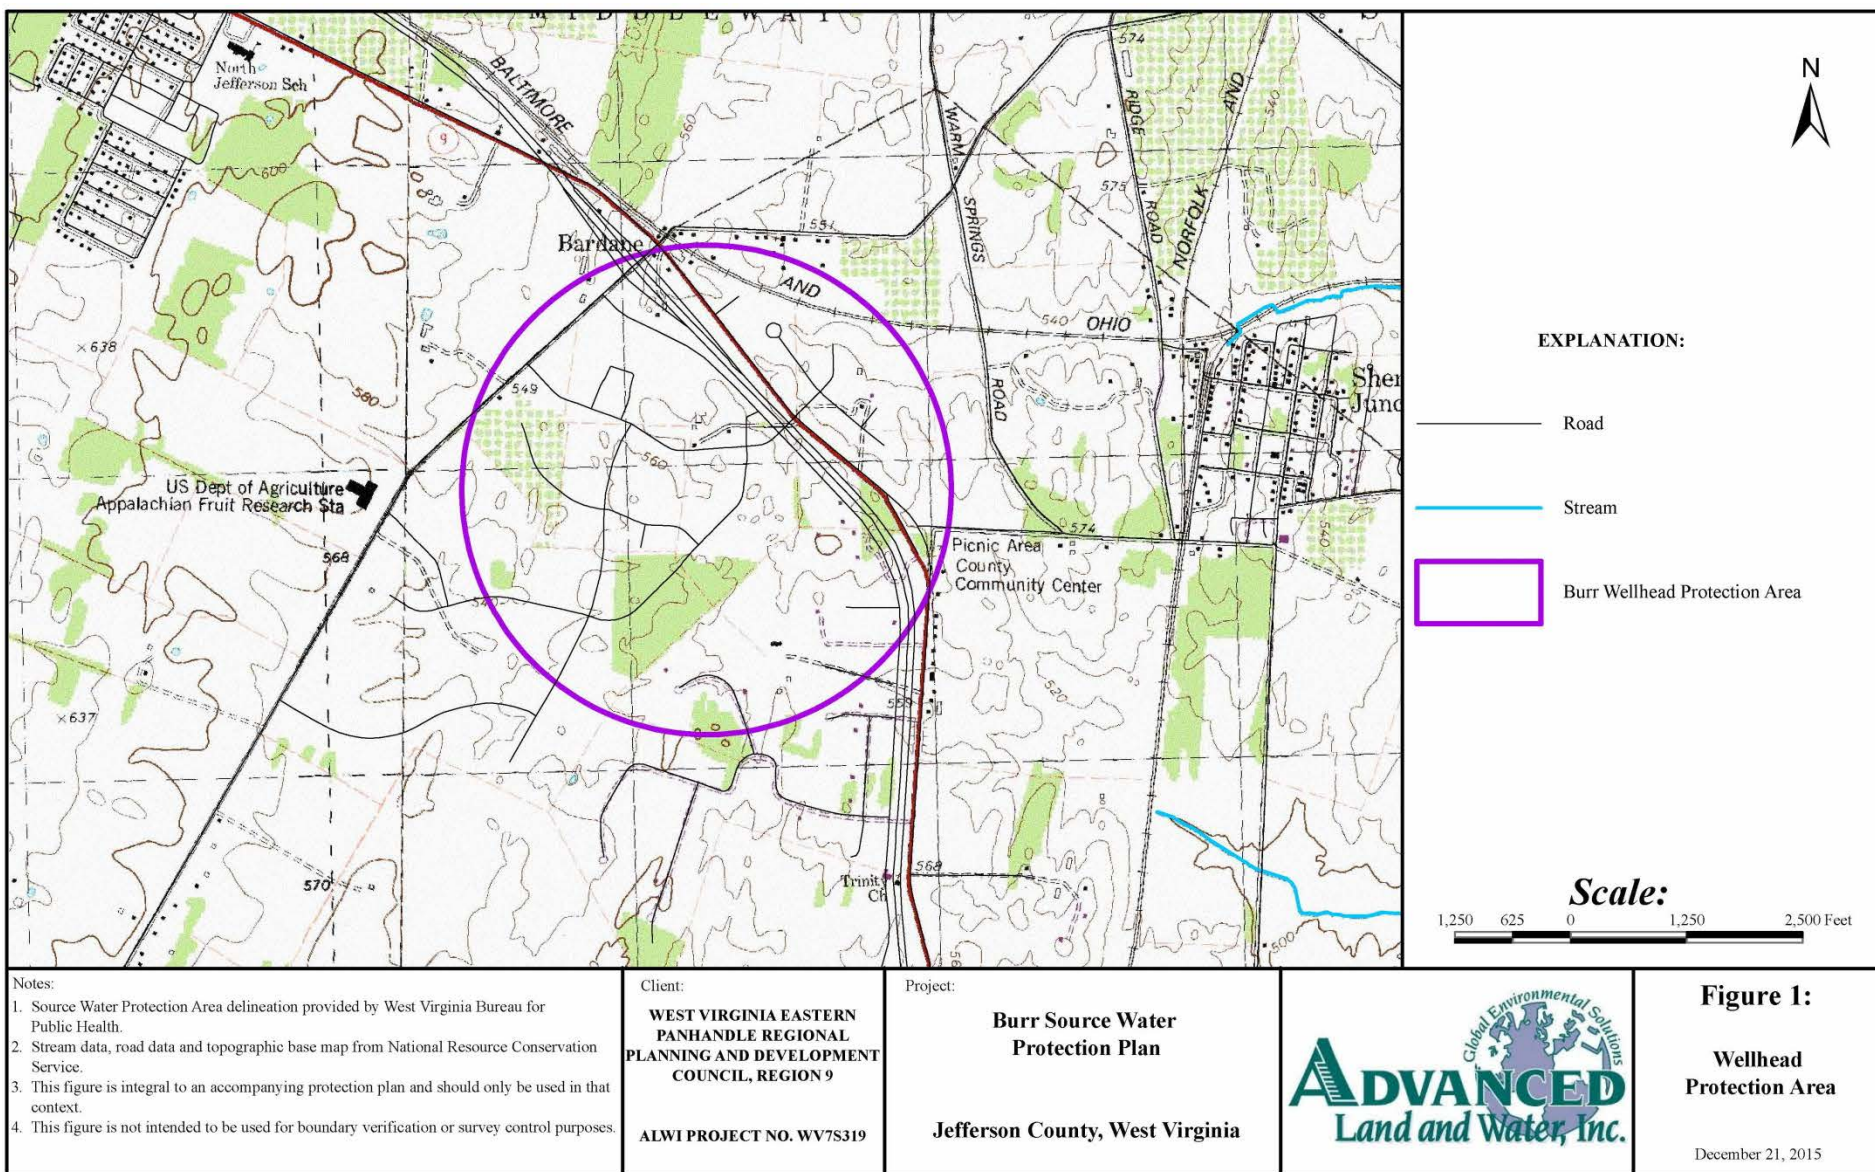 MIDDLEWAY
S
North
Jefferson Sch
BALTIMORE
AND
OHIO
9
600
560
574
WARM
SPRINGS
ROAD
RIDGE
ROAD
NORFOLK
AND
540
540
575
551
Bardane
638
580
549
560
US Dept of Agriculture
Appalachian Fruit Research Sta
568
540
574
Picnic Area
County
Community Center
540
Sher
Junc
637
559
520
570
568
Trinity
Ch
500
N
EXPLANATION:
Road
Stream
Burr Wellhead Protection Area
Scale:
1,250 625 0 1,250 2,500 Feet
Notes:
1. Source Water Protection Area delineation provided by West Virginia Bureau for
Public Health.
2. Stream data, road data and topographic base map from National Resource Conservation
Service.
3. This figure is integral to an accompanying protection plan and should only be used in that
context.
4. This figure is not intended to be used for boundary verification or survey control purposes.
Client:
WEST VIRGINIA EASTERN
PANHANDLE REGIONAL
PLANNING AND DEVELOPMENT
COUNCIL, REGION 9
ALWI PROJECT NO. WV7S319
Project:
Burr Source Water
Protection Plan
Jefferson County, West Virginia
Global Environmental Solutions
ADVANCED
Land and Water, Inc.
Figure 1:
Wellhead
Protection Area
December 21, 2015